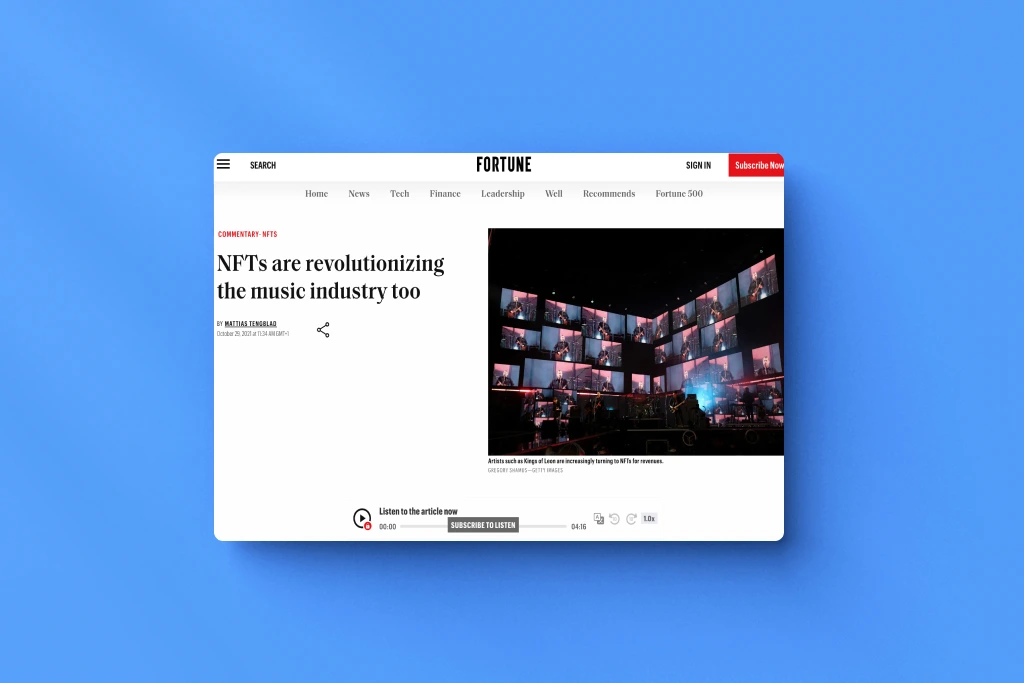 SEARCH
FORTUNE
SIGN IN
Subscribe Now
Home News Tech Finance Leadership Well Recommends Fortune 500
COMMENTARY·NFTS
NFTs are revolutionizing
the music industry too
BY MATTIAS TENGBLAD
October 29, 2021 at 11:34 AM GMT+1
Artists such as Kings of Leon are increasingly turning to NFTs for revenues.
GREGORY SHAMUS—GETTY IMAGES
Listen to the article now
00:00
SUBSCRIBE TO LISTEN
04:16
1.0x